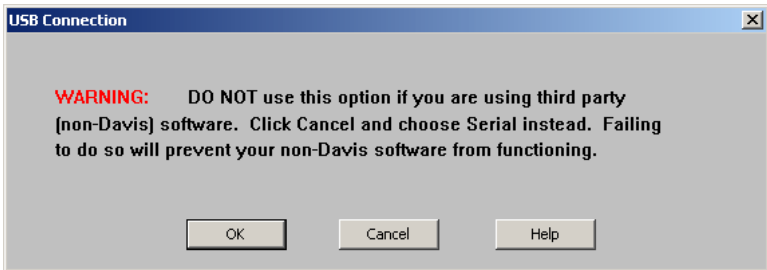 USB Connection
WARNING: DO NOT use this option if you are using third party
(non-Davis) software. Click Cancel and choose Serial instead. Failing
to do so will prevent your non-Davis software from functioning.
OK Cancel Help